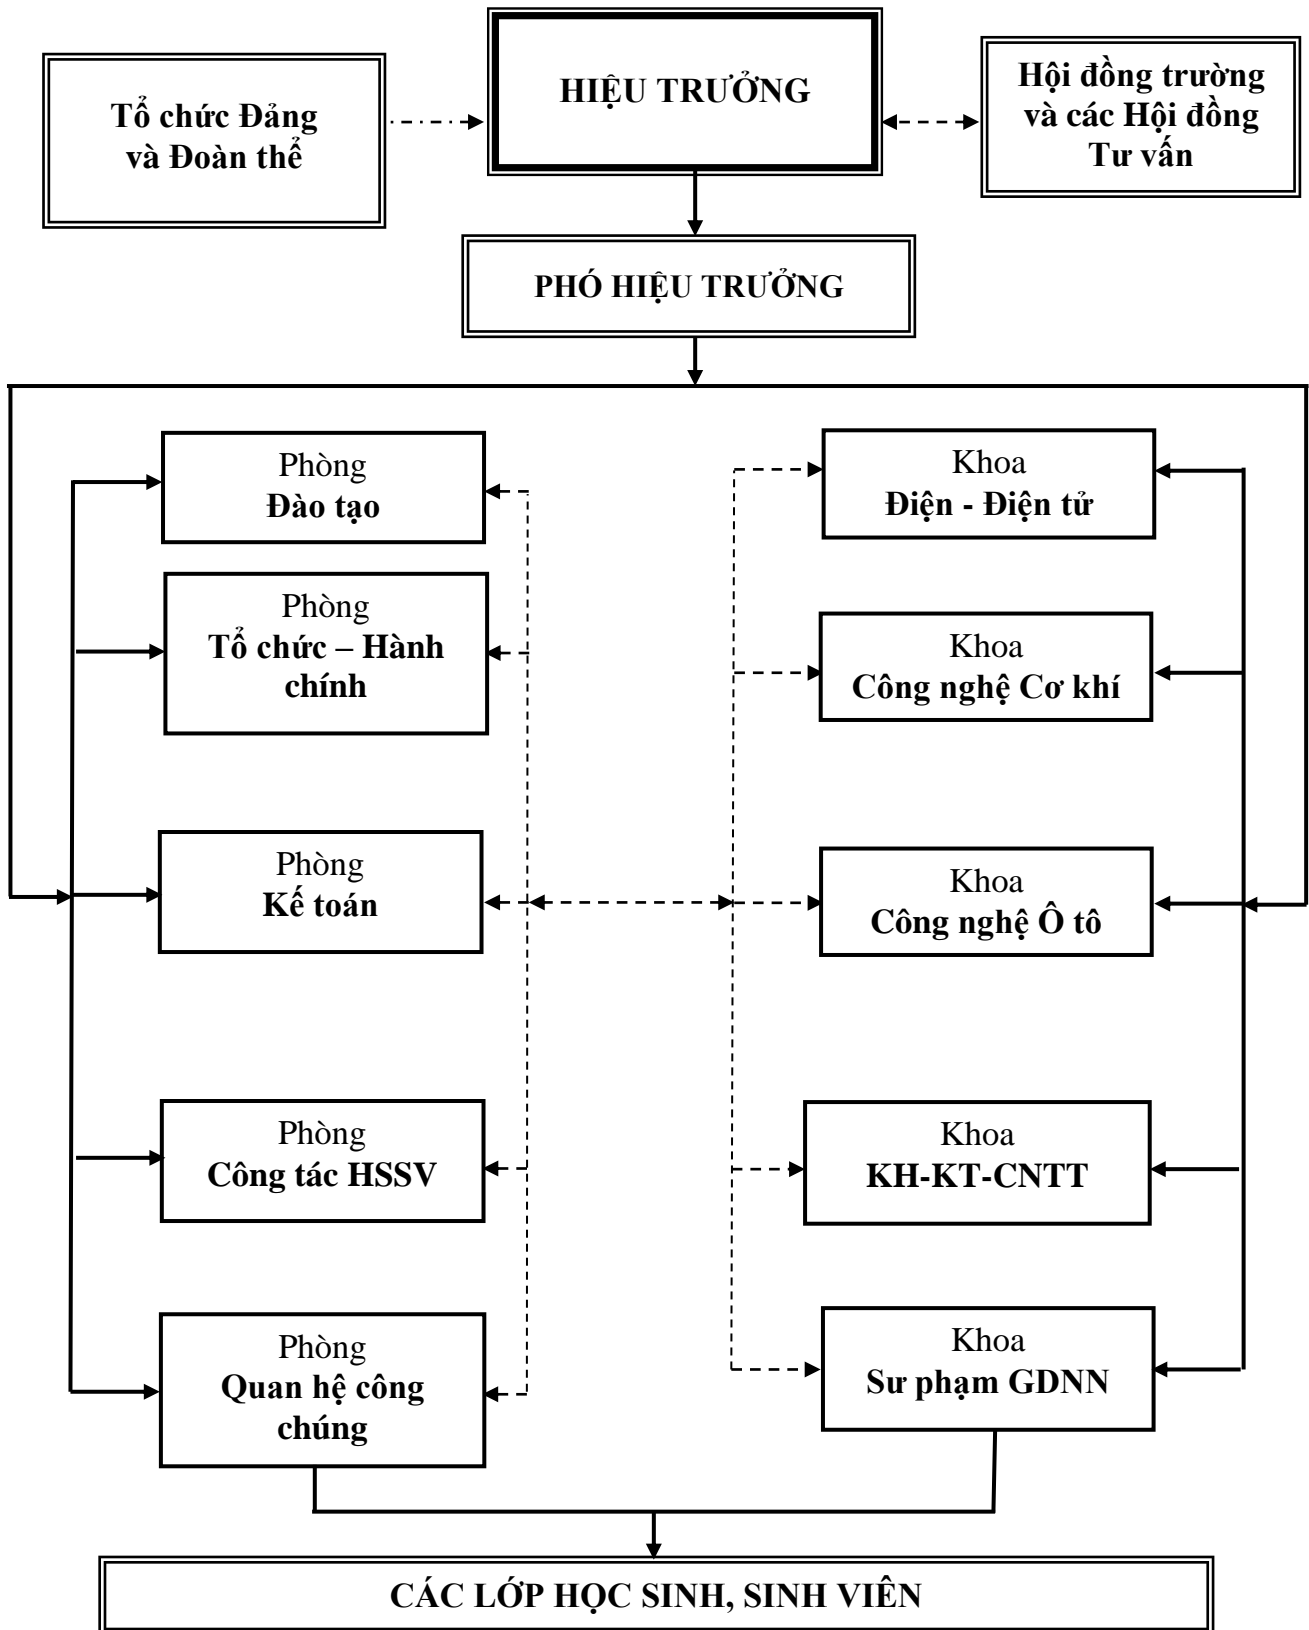 HIỆU TRƯỞNG
Tổ chức Đảng
và Đoàn thể
Hội đồng trường
và các Hội đồng
Tư vấn
PHÓ HIỆU TRƯỞNG
Phòng
Đào tạo
Phòng
Tổ chức – Hành
chính
Phòng
Kế toán
Phòng
Công tác HSSV
Phòng
Quan hệ công
chúng
Khoa
Điện - Điện tử
Khoa
Công nghệ Cơ khí
Khoa
Công nghệ Ô tô
Khoa
KH-KT-CNTT
Khoa
Sư phạm GDNN
CÁC LỚP HỌC SINH, SINH VIÊN